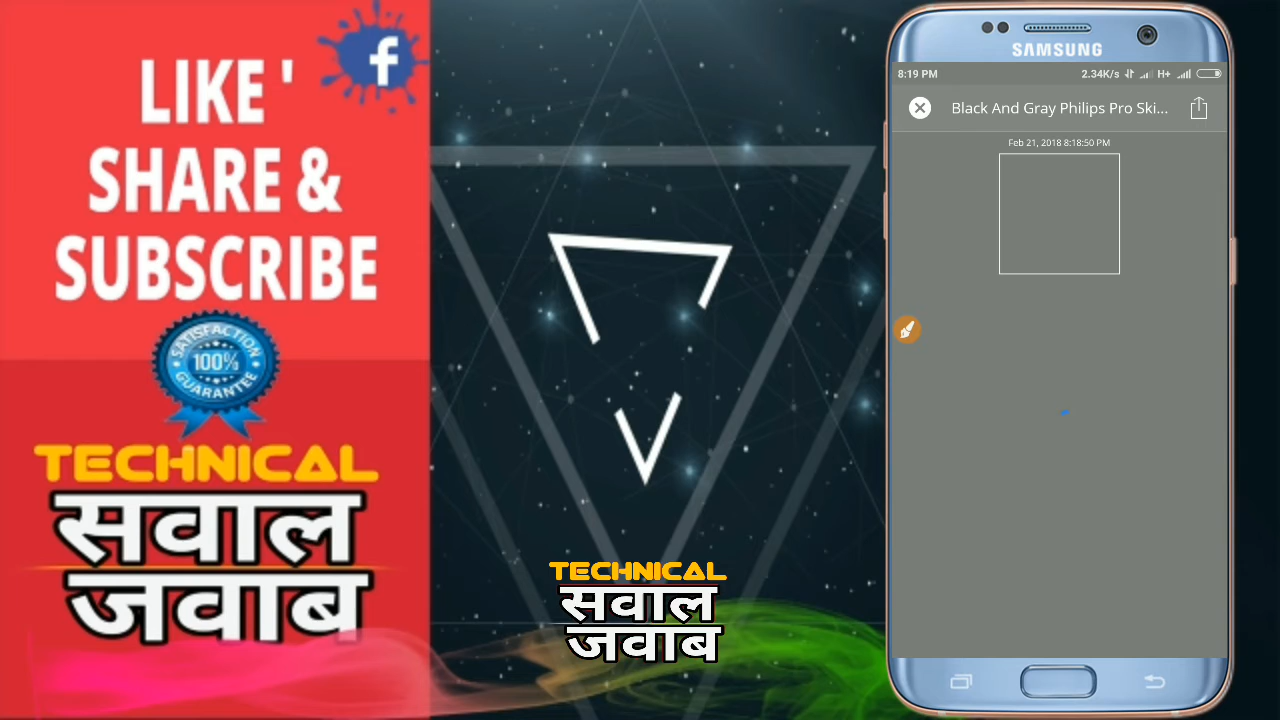 LIKE '
SHARE &
SUBSCRIBE
f
SATISFACTION
100%
GUARANTEE
TECHNICAL
सवाल
जवाब
TECHNICAL
सवाल
जवाब
SAMSUNG
8:19 PM 2.34K/s H+
Black And Gray Philips Pro Ski...
Feb 21, 2018 8:18:50 PM